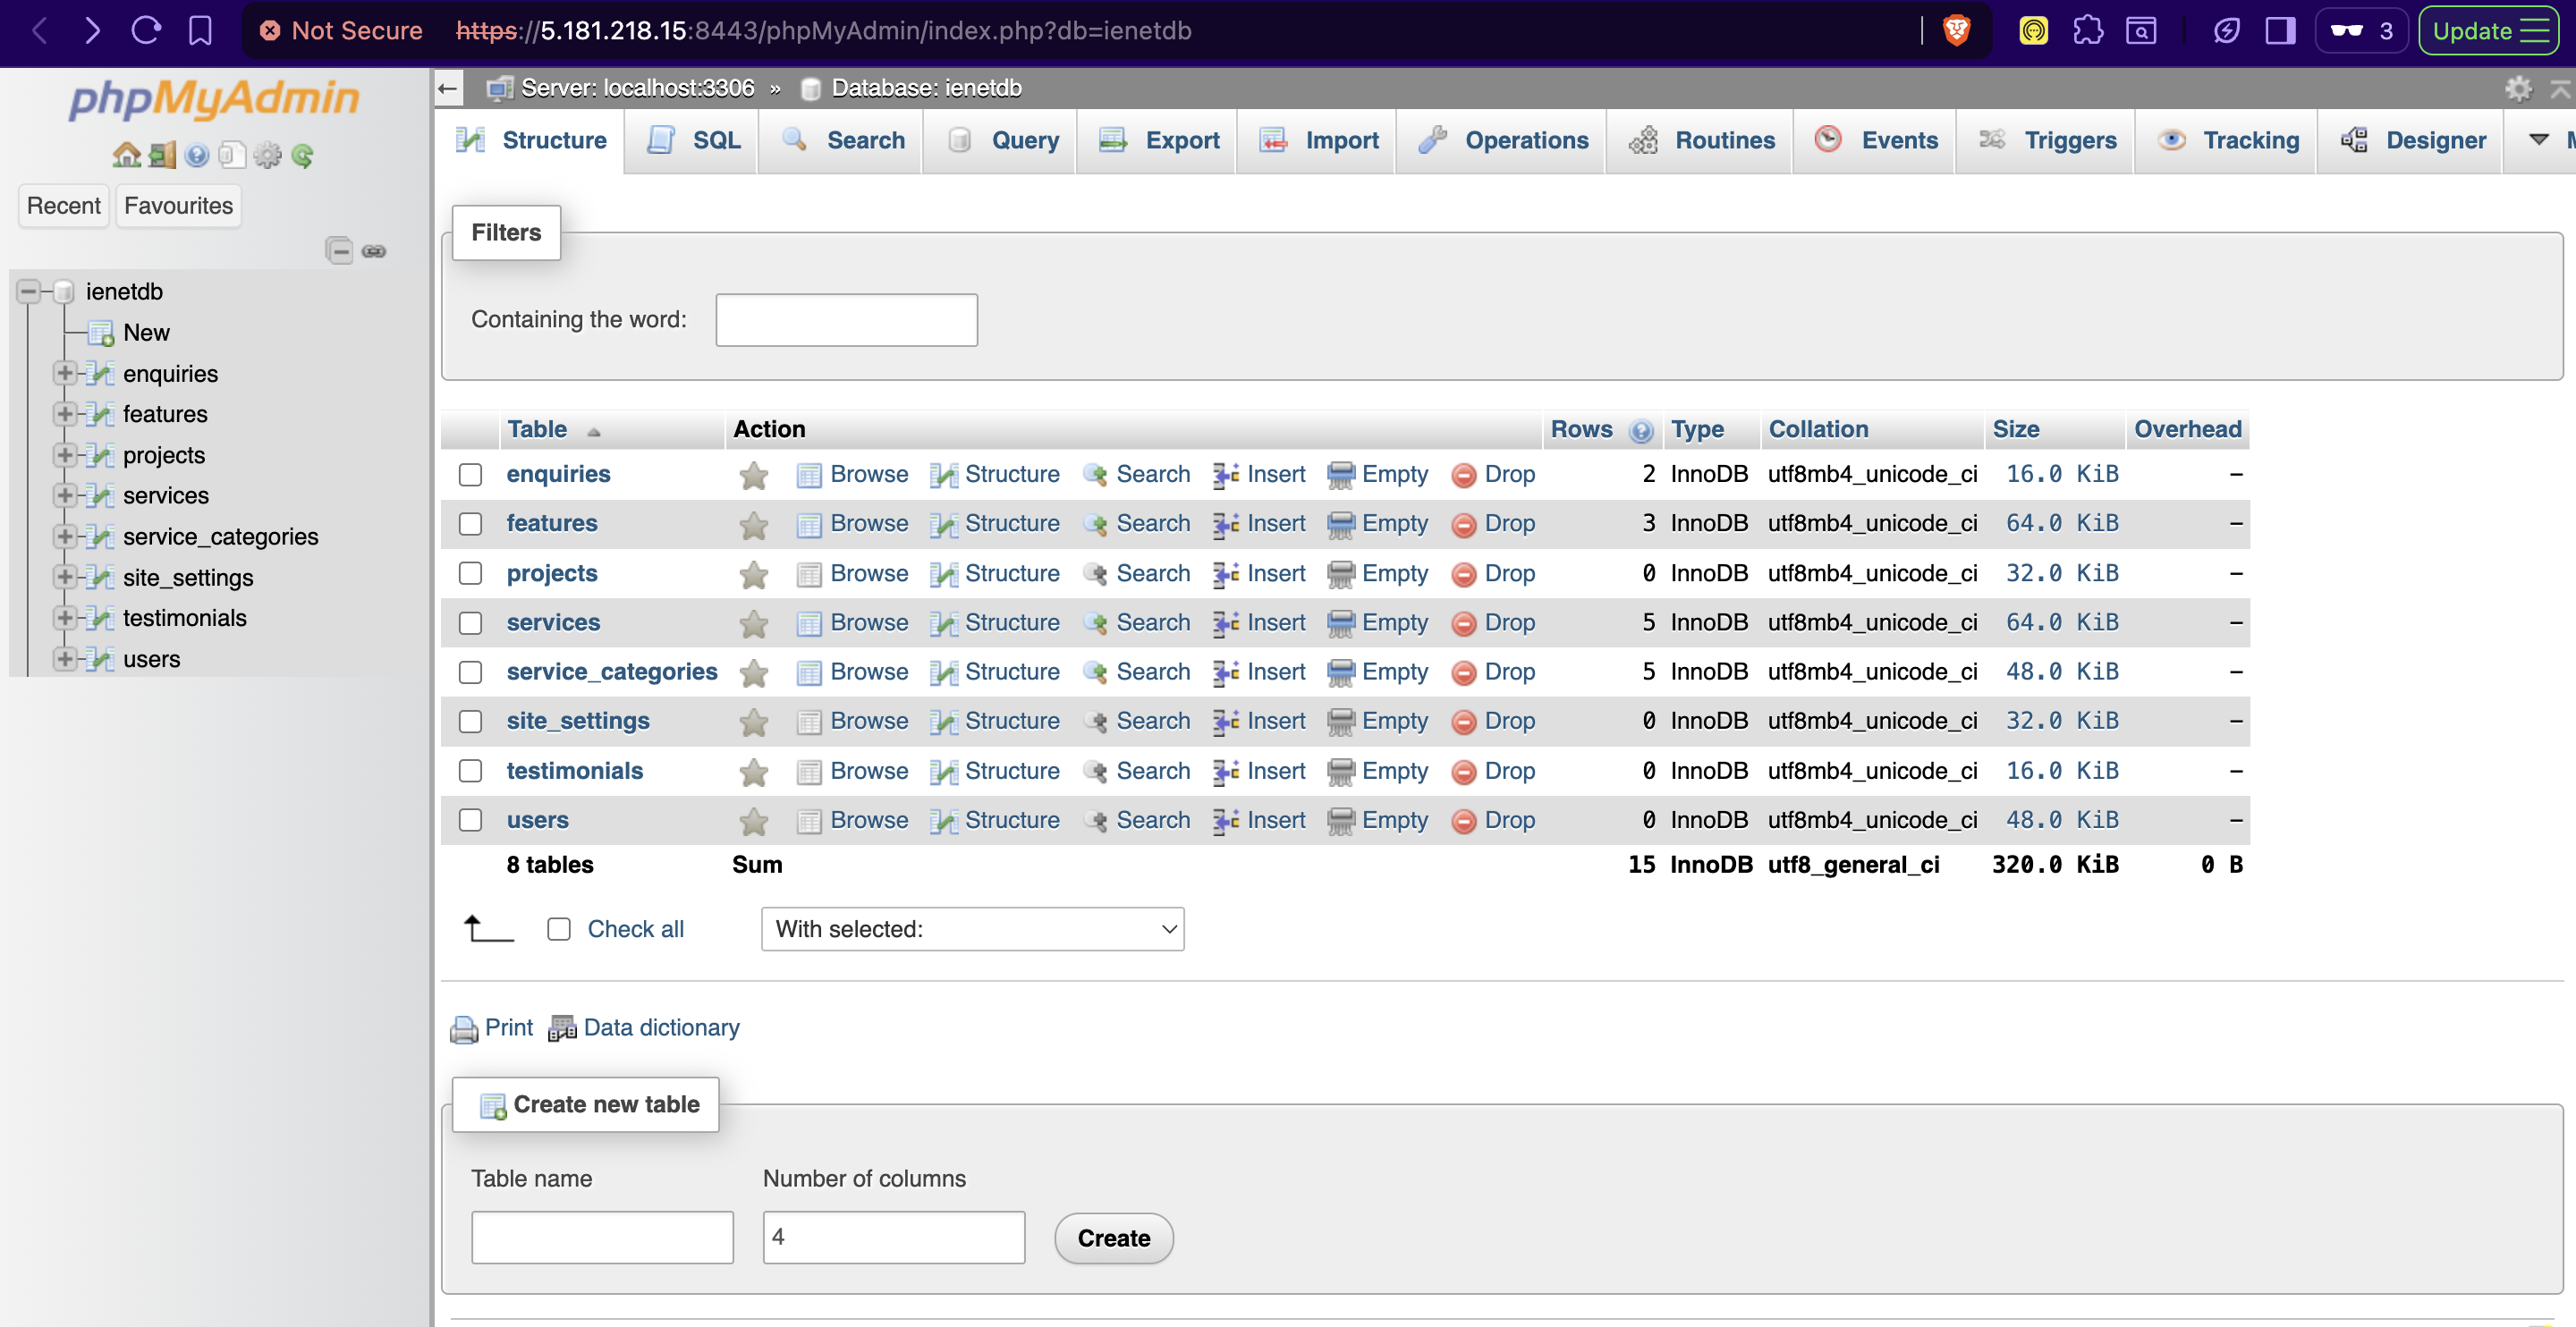 Not Secure https://5.181.218.15:8443/phpMyAdmin/index.php?db=ienetdb 3 Update
phpMyAdmin
Recent Favourites
ienetdb
New
enquiries
features
projects
services
service_categories
site_settings
testimonials
users
Server: localhost:3306 » Database: ienetdb
Structure SQL Search Query Export Import Operations Routines Events Triggers Tracking Designer
Filters
Containing the word:
Table Action Rows Type Collation Size Overhead
enquiries Browse Structure Search Insert Empty Drop 2 InnoDB utf8mb4_unicode_ci 16.0 KiB –
features Browse Structure Search Insert Empty Drop 3 InnoDB utf8mb4_unicode_ci 64.0 KiB –
projects Browse Structure Search Insert Empty Drop 0 InnoDB utf8mb4_unicode_ci 32.0 KiB –
services Browse Structure Search Insert Empty Drop 5 InnoDB utf8mb4_unicode_ci 64.0 KiB –
service_categories Browse Structure Search Insert Empty Drop 5 InnoDB utf8mb4_unicode_ci 48.0 KiB –
site_settings Browse Structure Search Insert Empty Drop 0 InnoDB utf8mb4_unicode_ci 32.0 KiB –
testimonials Browse Structure Search Insert Empty Drop 0 InnoDB utf8mb4_unicode_ci 16.0 KiB –
users Browse Structure Search Insert Empty Drop 0 InnoDB utf8mb4_unicode_ci 48.0 KiB –
8 tables Sum 15 InnoDB utf8_general_ci 320.0 KiB 0 B
Check all With selected:
Print Data dictionary
Create new table
Table name Number of columns
4 Create